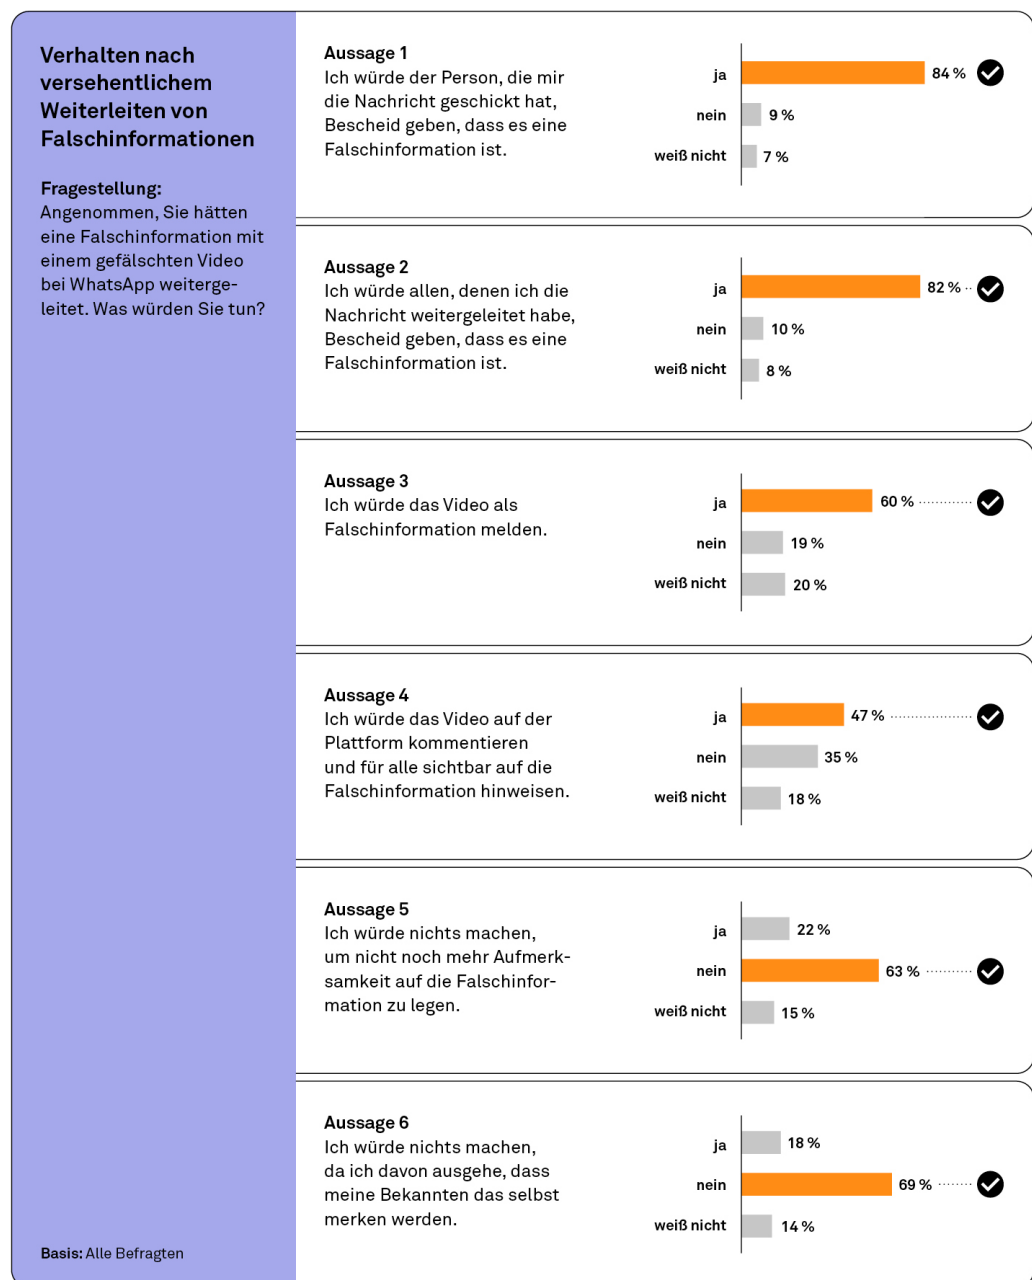 Verhalten nach
versehentlichem
Weiterleiten von
Falschinformationen
Fragestellung:
Angenommen, Sie hätten
eine Falschinformation mit
einem gefälschten Video
bei WhatsApp weiterge-
leitet. Was würden Sie tun?
Basis: Alle Befragten
Aussage 1
Ich würde der Person, die mir
die Nachricht geschickt hat,
Bescheid geben, dass es eine
Falschinformation ist.
ja 84 %
nein 9 %
weiß nicht 7 %
Aussage 2
Ich würde allen, denen ich die
Nachricht weitergeleitet habe,
Bescheid geben, dass es eine
Falschinformation ist.
ja 82 %
nein 10 %
weiß nicht 8 %
Aussage 3
Ich würde das Video als
Falschinformation melden.
ja 60 %
nein 19 %
weiß nicht 20 %
Aussage 4
Ich würde das Video auf der
Plattform kommentieren
und für alle sichtbar auf die
Falschinformation hinweisen.
ja 47 %
nein 35 %
weiß nicht 18 %
Aussage 5
Ich würde nichts machen,
um nicht noch mehr Aufmerk-
samkeit auf die Falschinfor-
mation zu legen.
ja 22 %
nein 63 %
weiß nicht 15 %
Aussage 6
Ich würde nichts machen,
da ich davon ausgehe, dass
meine Bekannten das selbst
merken werden.
ja 18 %
nein 69 %
weiß nicht 14 %